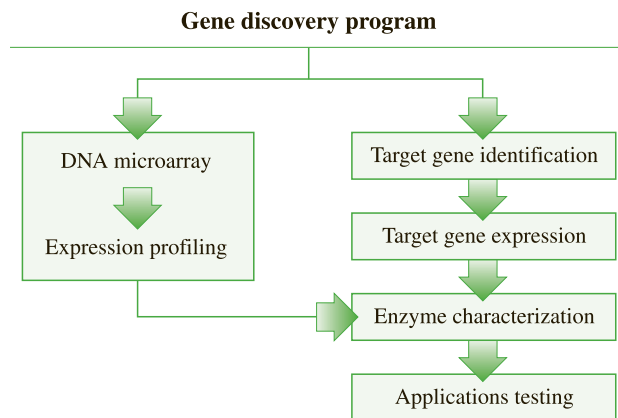 Gene discovery program
DNA microarray
Expression profiling
Target gene identification
Target gene expression
Enzyme characterization
Applications testing